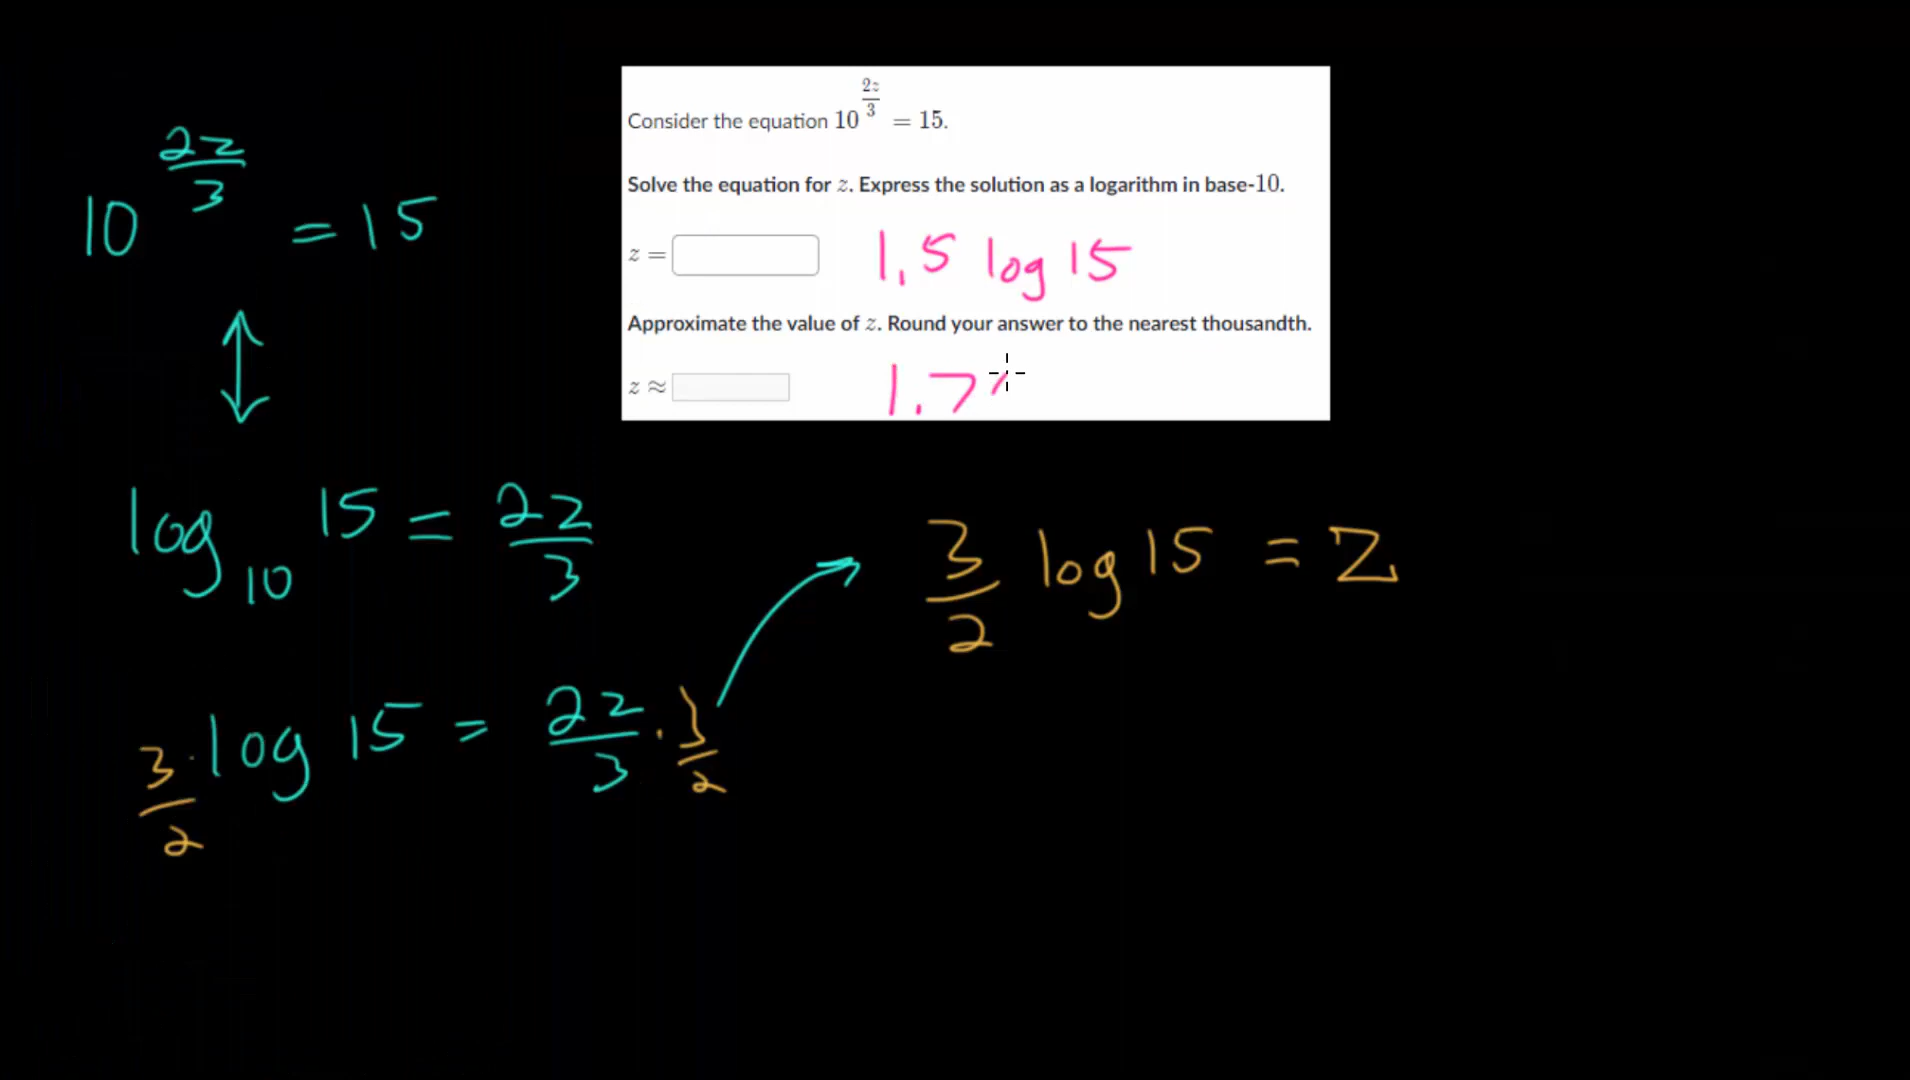 10^(2z/3) = 15
Consider the equation 10^(2z/3) = 15.
Solve the equation for z. Express the solution as a logarithm in base-10.
z = 1.5 log 15
Approximate the value of z. Round your answer to the nearest thousandth.
z ≈ 1.7
log₁₀ 15 = 2z/3
3/2 · log 15 = 2z/3 · 3/2
3/2 log 15 = z